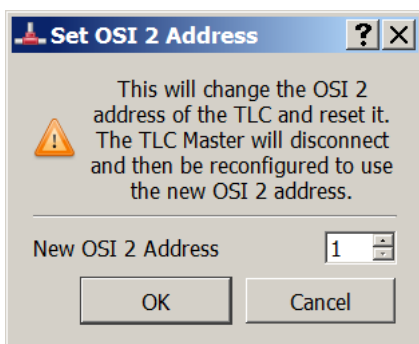 Set OSI 2 Address
This will change the OSI 2
address of the TLC and reset it.
The TLC Master will disconnect
and then be reconfigured to use
the new OSI 2 address.
New OSI 2 Address 1
OK Cancel